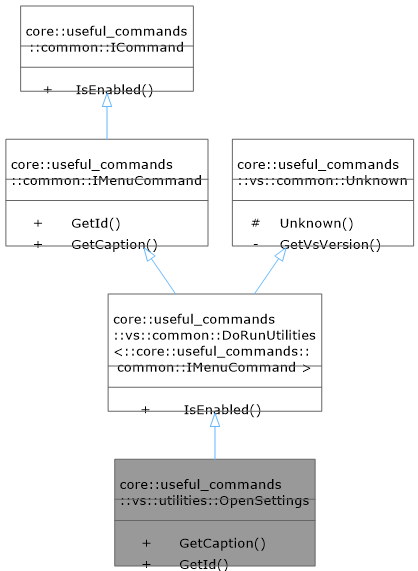 core::useful_commands
::common::ICommand
+ IsEnabled()
core::useful_commands
::common::IMenuCommand
+ GetId()
+ GetCaption()
core::useful_commands
::vs::common::Unknown
# Unknown()
- GetVsVersion()
core::useful_commands
::vs::common::DoRunUtilities
<::core::useful_commands::
common::IMenuCommand >
+ IsEnabled()
core::useful_commands
::vs::utilities::OpenSettings
+ GetCaption()
+ GetId()